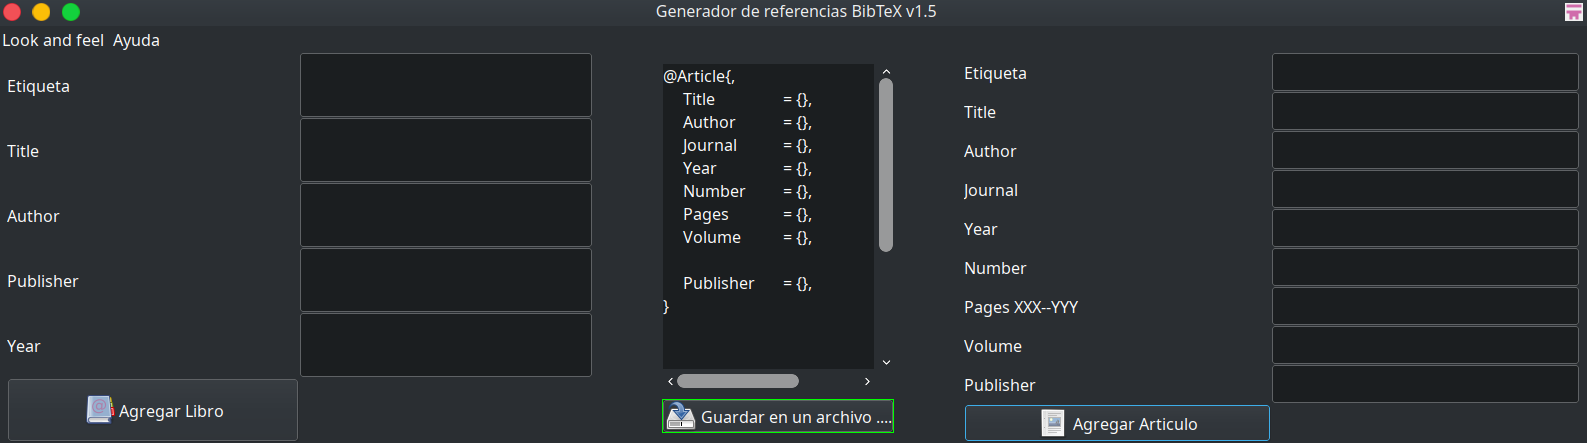 Generador de referencias BibTeX v1.5
Look and feel Ayuda
Etiqueta
Title
Author
Publisher
Year
Agregar Libro
@Article{,
Title = {},
Author = {},
Journal = {},
Year = {},
Number = {},
Pages = {},
Volume = {},
Publisher = {},
}
Guardar en un archivo ....
Etiqueta
Title
Author
Journal
Year
Number
Pages XXX--YYY
Volume
Publisher
Agregar Articulo